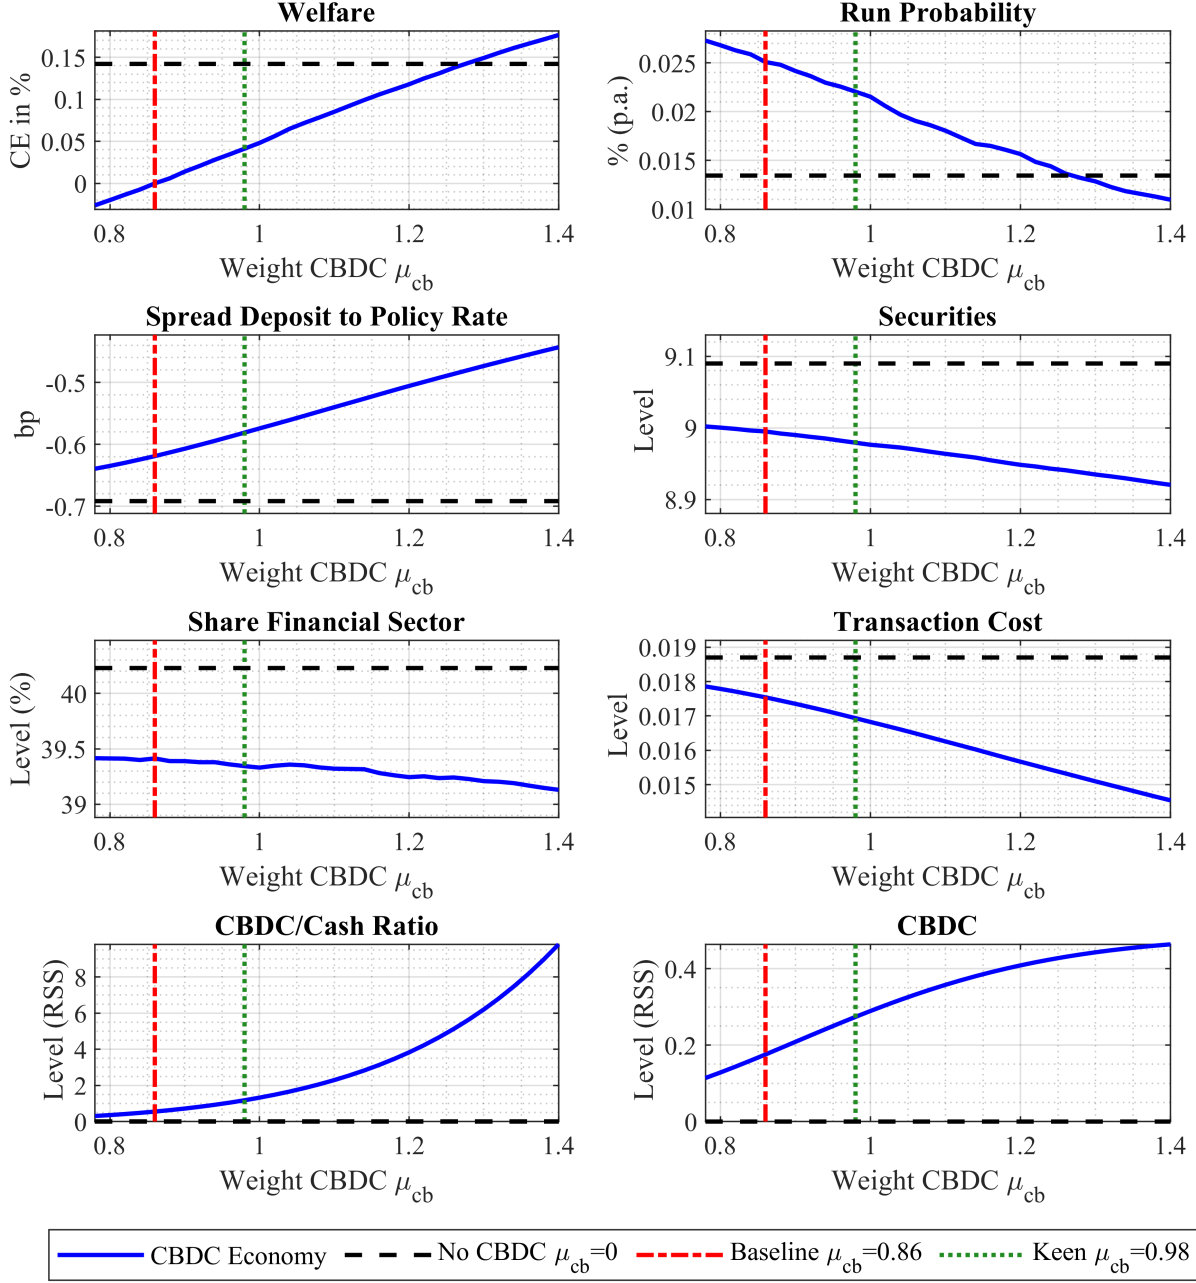 Welfare
CE in %
0.15
0.1
0.05
0
0.8 1 1.2 1.4
Weight CBDC μcb
Run Probability
% (p.a.)
0.025
0.02
0.015
0.01
0.8 1 1.2 1.4
Weight CBDC μcb
Spread Deposit to Policy Rate
bp
-0.5
-0.6
-0.7
0.8 1 1.2 1.4
Weight CBDC μcb
Securities
Level
9.1
9
8.9
0.8 1 1.2 1.4
Weight CBDC μcb
Share Financial Sector
Level (%)
40
39.5
39
0.8 1 1.2 1.4
Weight CBDC μcb
Transaction Cost
Level
0.019
0.018
0.017
0.016
0.015
0.8 1 1.2 1.4
Weight CBDC μcb
CBDC/Cash Ratio
Level (RSS)
8
6
4
2
0
0.8 1 1.2 1.4
Weight CBDC μcb
CBDC
Level (RSS)
0.4
0.2
0
0.8 1 1.2 1.4
Weight CBDC μcb
CBDC Economy No CBDC μcb=0 Baseline μcb=0.86 Keen μcb=0.98